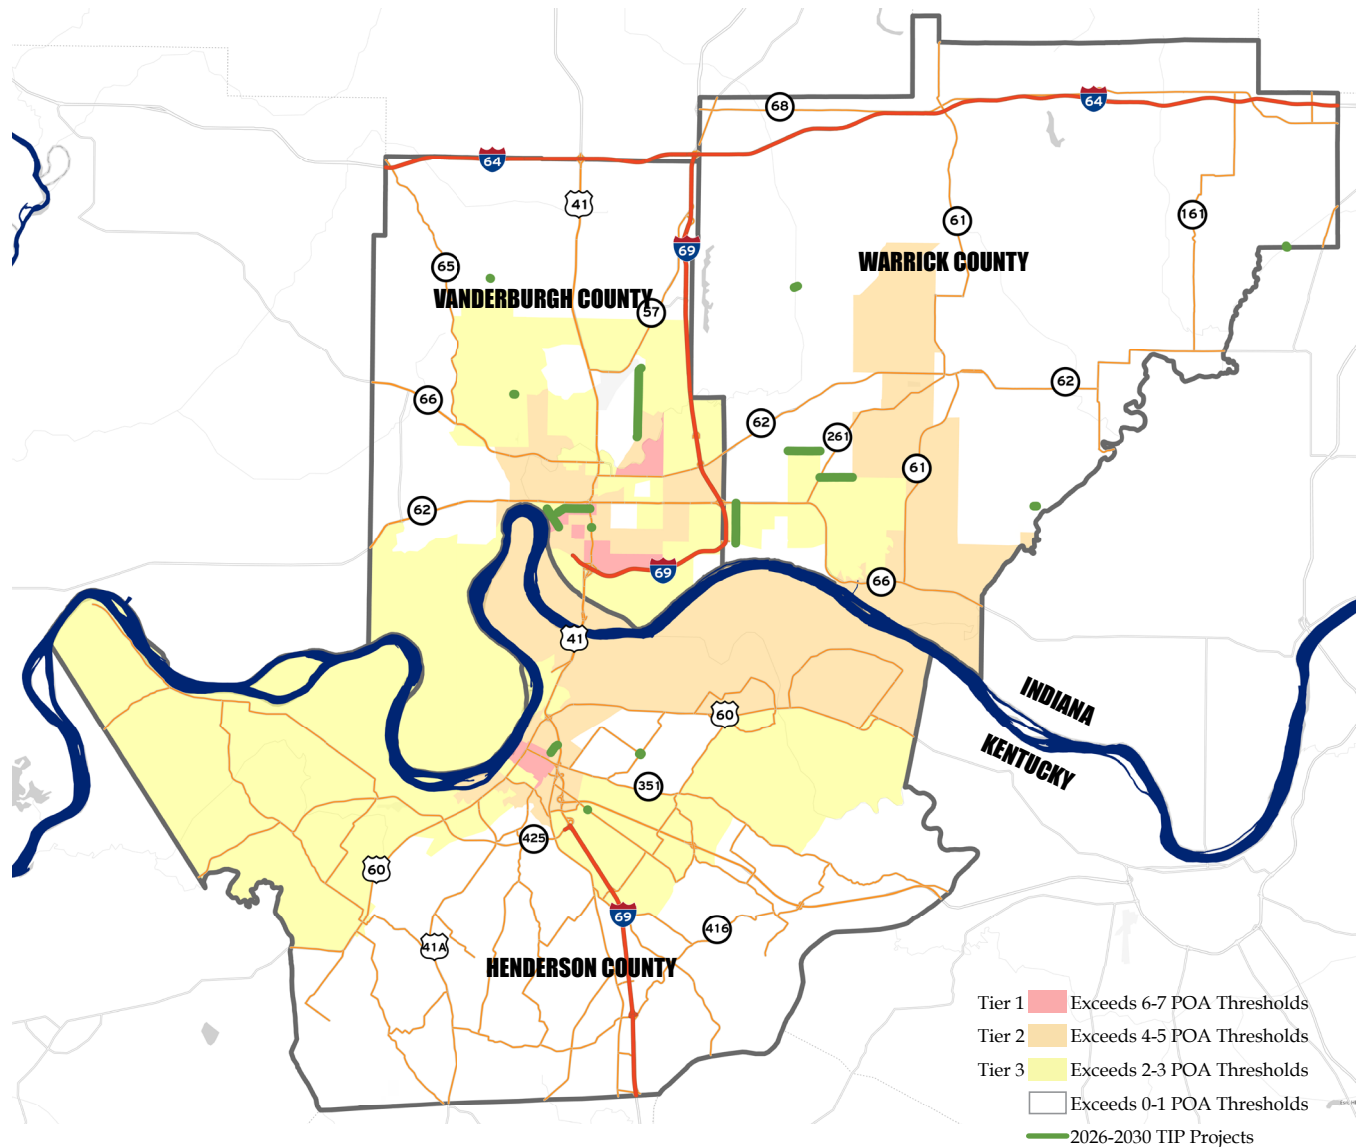 68
64
64
41
161
61
69
65
WARRICK COUNTY
VANDERBURGH COUNTY
57
62
66
62
261
61
62
69
66
41
INDIANA
60
KENTUCKY
351
425
60
69
416
41A
HENDERSON COUNTY
Tier 1 Exceeds 6-7 POA Thresholds
Tier 2 Exceeds 4-5 POA Thresholds
Tier 3 Exceeds 2-3 POA Thresholds
Exceeds 0-1 POA Thresholds
2026-2030 TIP Projects